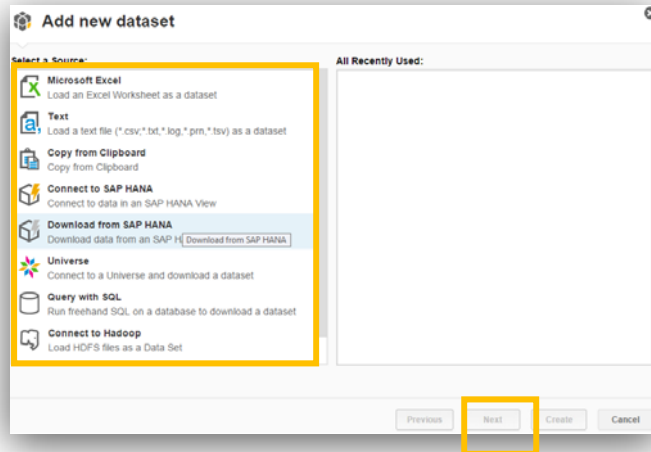 Add new dataset
Select a Source:
All Recently Used:
Microsoft Excel
Load an Excel Worksheet as a dataset
Text
Load a text file (*.csv;*.txt,*.log,*.prn,*.tsv) as a dataset
Copy from Clipboard
Copy from Clipboard
Connect to SAP HANA
Connect to data in an SAP HANA View
Download from SAP HANA
Download data from an SAP H Download from SAP HANA
Universe
Connect to a Universe and download a dataset
Query with SQL
Run freehand SQL on a database to download a dataset
Connect to Hadoop
Load HDFS files as a Data Set
Previous Next Create Cancel